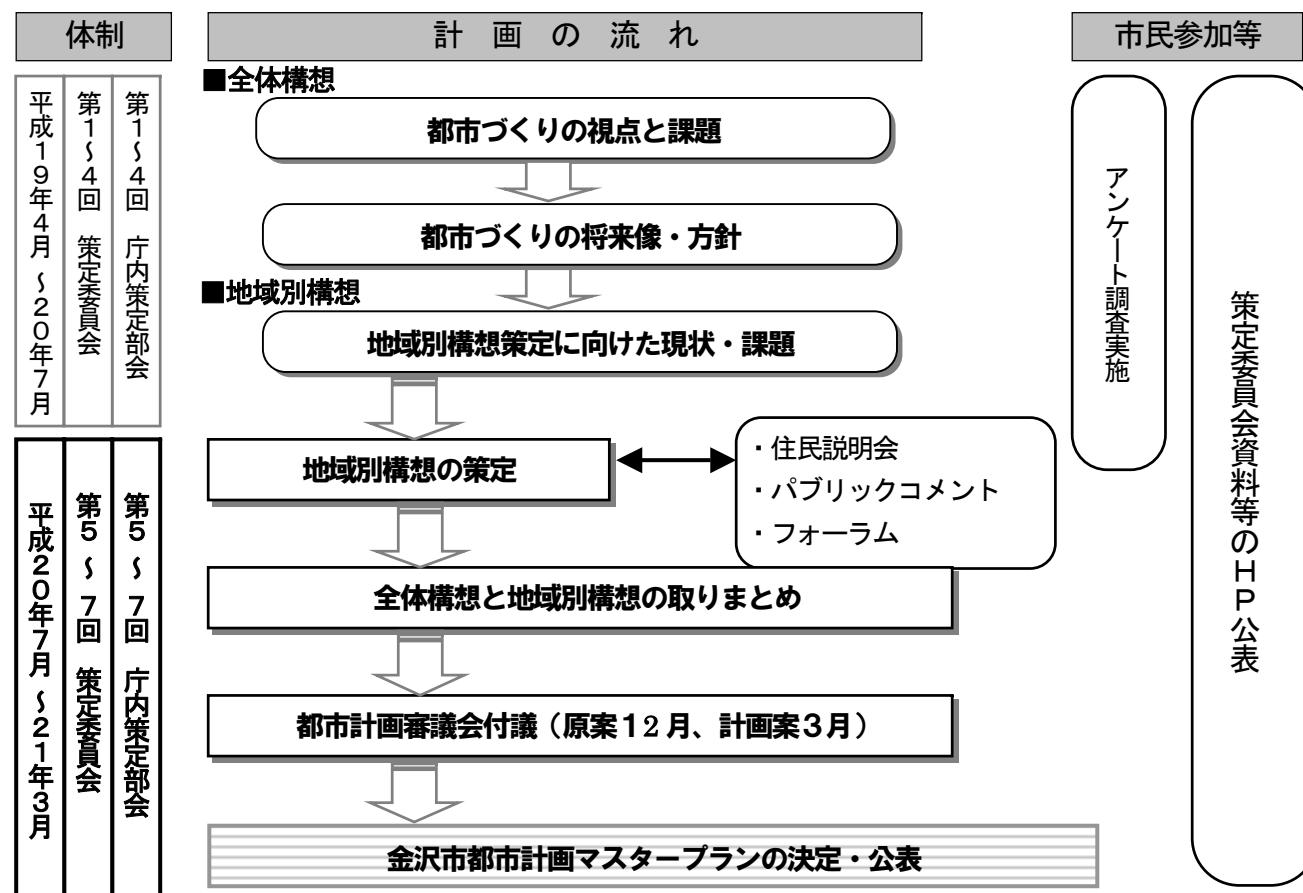 体制
計画の流れ
市民参加等
平成19年4月～20年7月
第1～4回 策定委員会
第1～4回 庁内策定部会
■全体構想
都市づくりの視点と課題
都市づくりの将来像・方針
■地域別構想
地域別構想策定に向けた現状・課題
平成20年7月～21年3月
第5～7回 策定委員会
第5～7回 庁内策定部会
地域別構想の策定
・住民説明会
・パブリックコメント
・フォーラム
全体構想と地域別構想の取りまとめ
都市計画審議会付議（原案12月、計画案3月）
金沢市都市計画マスタープランの決定・公表
アンケート調査実施
策定委員会資料等のHP公表